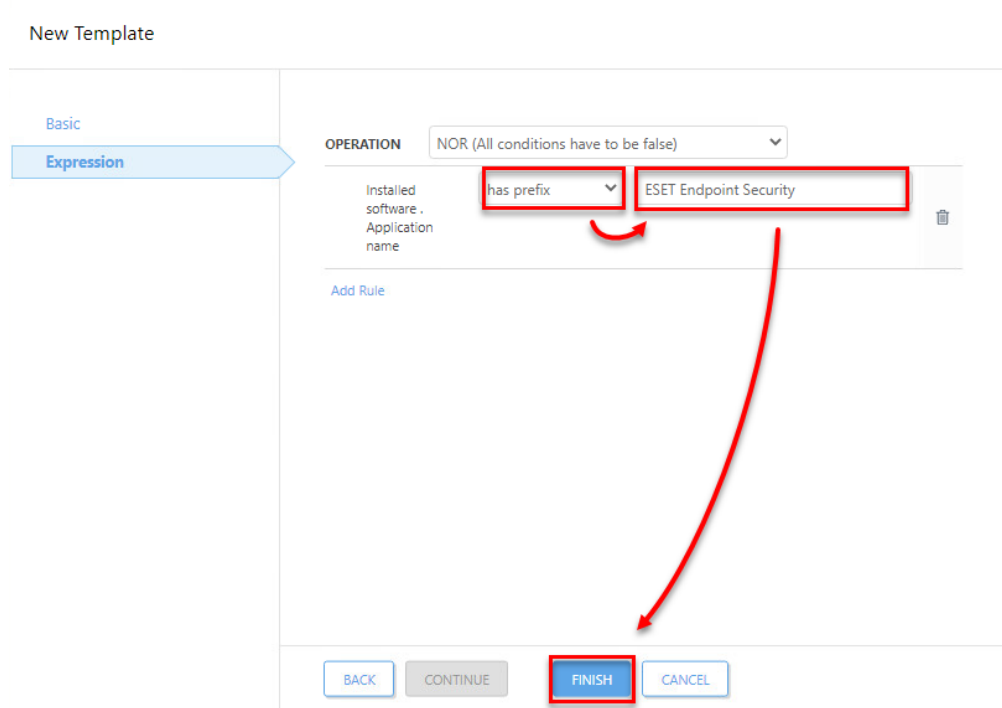 New Template
Basic
Expression
OPERATION NOR (All conditions have to be false)
Installed
software .
Application
name
has prefix
ESET Endpoint Security
Add Rule
BACK CONTINUE FINISH CANCEL